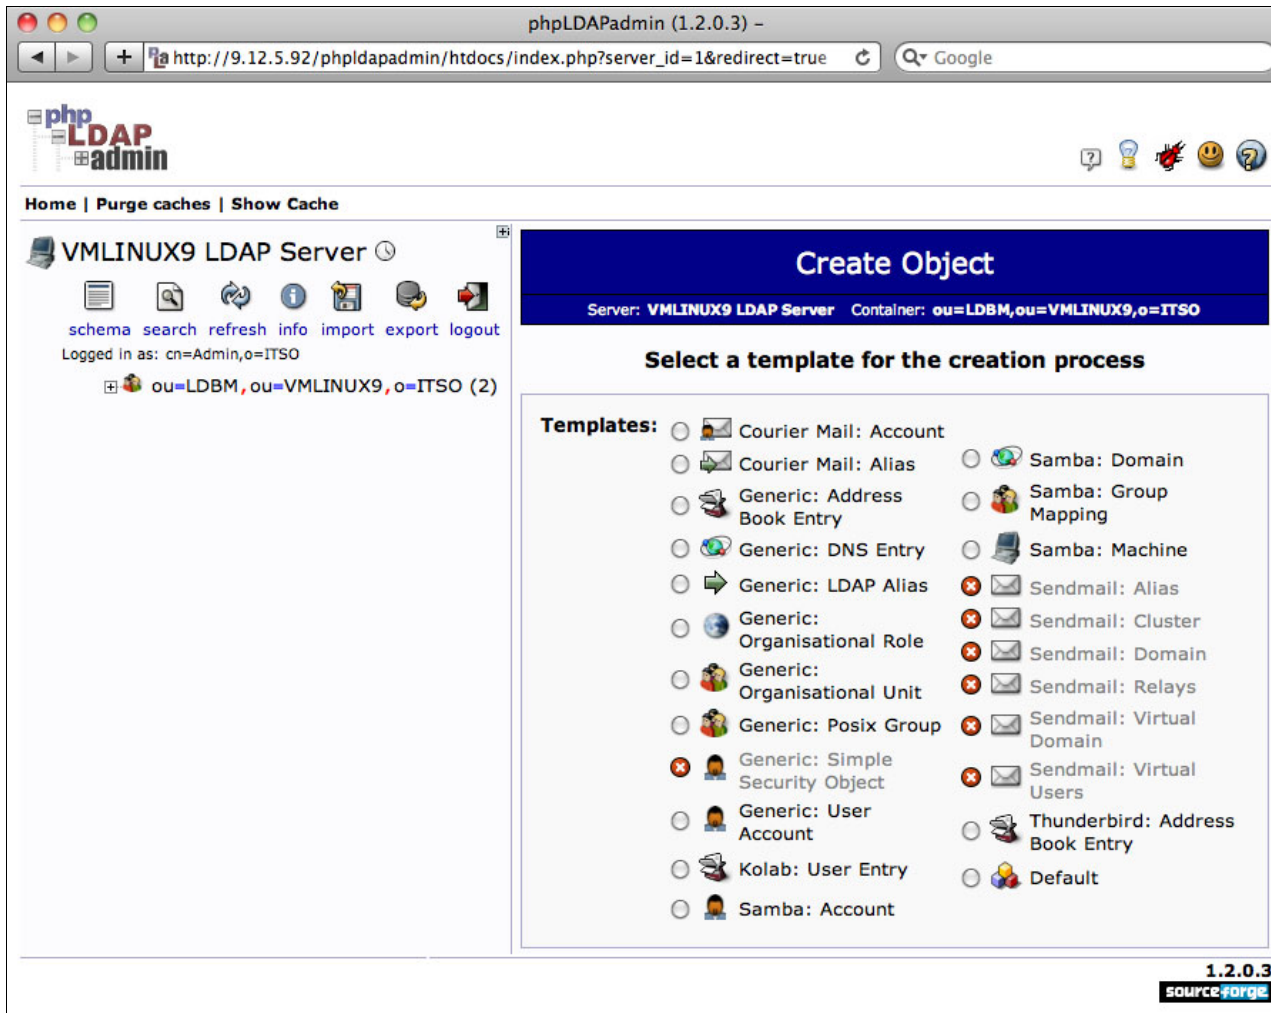 phpLDAPadmin (1.2.0.3) –
http://9.12.5.92/phpldapadmin/htdocs/index.php?server_id=1&redirect=true
Google
php
LDAP
admin
Home | Purge caches | Show Cache
VMLINUX9 LDAP Server
schema search refresh info import export logout
Logged in as: cn=Admin,o=ITSO
ou=LDBM,ou=VMLINUX9,o=ITSO (2)
Create Object
Server: VMLINUX9 LDAP Server Container: ou=LDBM,ou=VMLINUX9,o=ITSO
Select a template for the creation process
Templates:
Courier Mail: Account
Courier Mail: Alias
Generic: Address
Book Entry
Generic: DNS Entry
Generic: LDAP Alias
Generic:
Organisational Role
Generic:
Organisational Unit
Generic: Posix Group
Generic: Simple
Security Object
Generic: User
Account
Kolab: User Entry
Samba: Account
Samba: Domain
Samba: Group
Mapping
Samba: Machine
Sendmail: Alias
Sendmail: Cluster
Sendmail: Domain
Sendmail: Relays
Sendmail: Virtual
Domain
Sendmail: Virtual
Users
Thunderbird: Address
Book Entry
Default
1.2.0.3
sourceforge